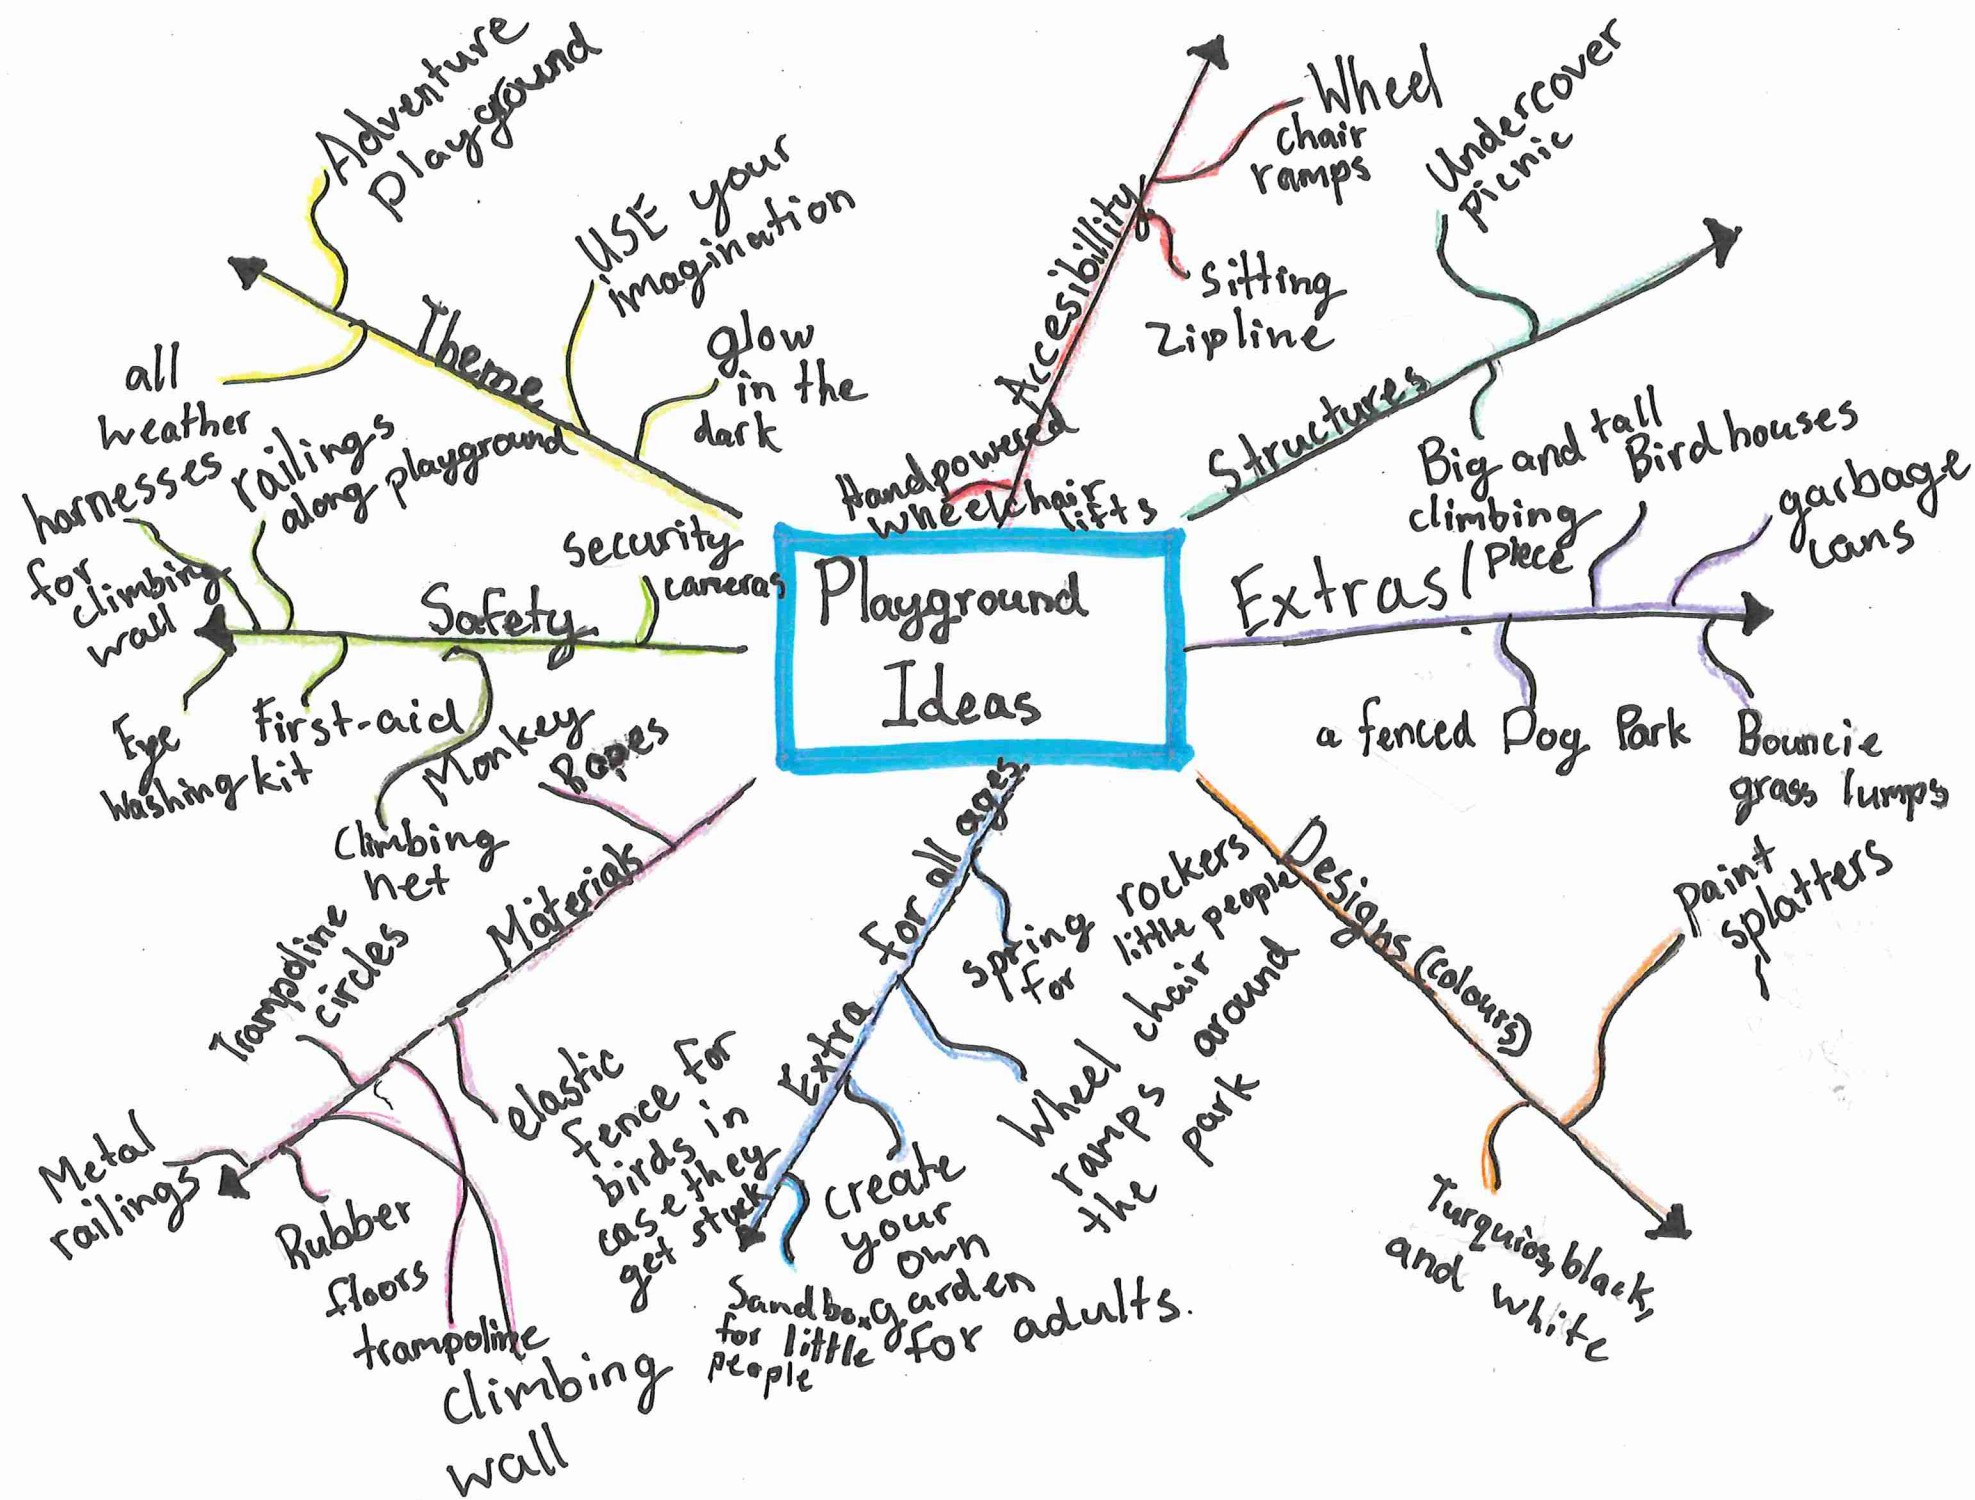 Playground
Ideas
Theme
Adventure
playground
all
weather
USE your
imagination
glow
in the
dark
Accesibillity
Wheel
chair
ramps
Sitting
zipline
Handpowered
wheelchair
lifts
Structures
Undercover
picnic
Big and tall
climbing
Piece
Extras
Birdhouses
garbage
cans
a fenced Dog Park
Bouncie
grass lumps
Designs (colours)
paint
splatters
Turquios, black,
and white
Extra for all ages.
spring rockers
for little people
Wheel chair
ramps around
the park
create
your
own
garden
for adults.
Sandbox
for little
people
Materials
Ropes
Trampoline
circles
elastic
fence for
birds in
case they
get stuck
Metal
railings
Rubber
floors
trampoline
climbing
wall
Safety
harnesses
for
climbing
wall
railings
along playground
security
cameras
Eye
washing
First-aid
kit
Monkey
Climbing
net